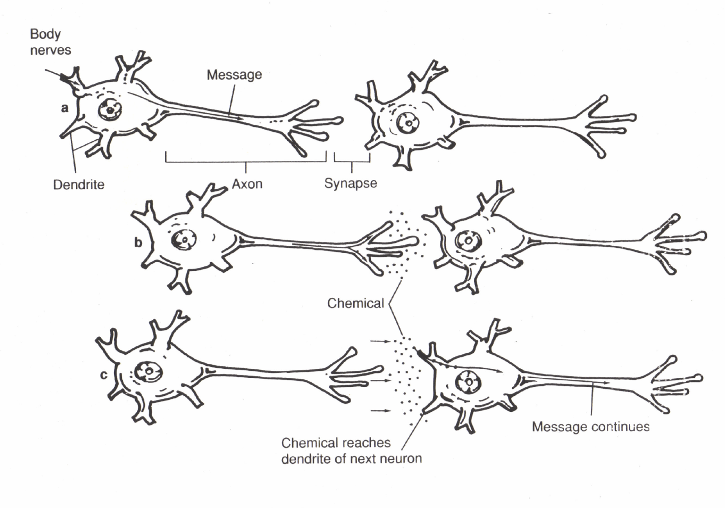 Body
nerves
Message
a
Dendrite
Axon
Synapse
b
Chemical
c
Message continues
Chemical reaches
dendrite of next neuron